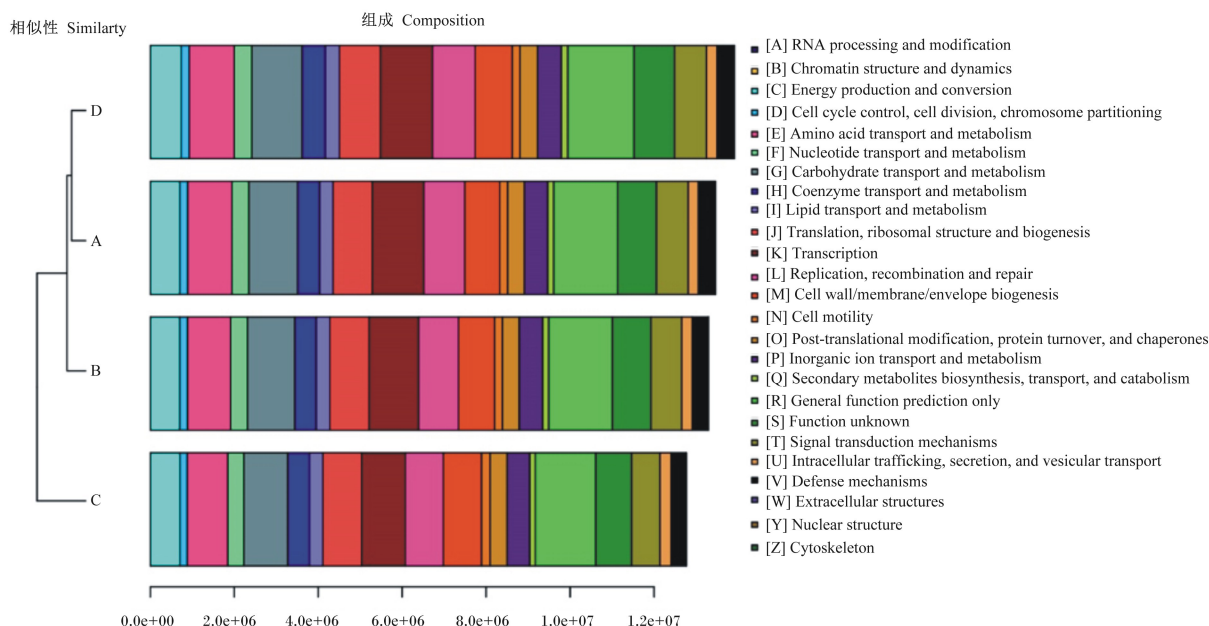 相似性 Similarty
组成 Composition
D
A
B
C
[A] RNA processing and modification
[B] Chromatin structure and dynamics
[C] Energy production and conversion
[D] Cell cycle control, cell division, chromosome partitioning
[E] Amino acid transport and metabolism
[F] Nucleotide transport and metabolism
[G] Carbohydrate transport and metabolism
[H] Coenzyme transport and metabolism
[I] Lipid transport and metabolism
[J] Translation, ribosomal structure and biogenesis
[K] Transcription
[L] Replication, recombination and repair
[M] Cell wall/membrane/envelope biogenesis
[N] Cell motility
[O] Post-translational modification, protein turnover, and chaperones
[P] Inorganic ion transport and metabolism
[Q] Secondary metabolites biosynthesis, transport, and catabolism
[R] General function prediction only
[S] Function unknown
[T] Signal transduction mechanisms
[U] Intracellular trafficking, secretion, and vesicular transport
[V] Defense mechanisms
[W] Extracellular structures
[Y] Nuclear structure
[Z] Cytoskeleton
0.0e+00 2.0e+06 4.0e+06 6.0e+06 8.0e+06 1.0e+07 1.2e+07